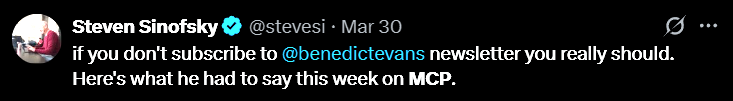 Steven Sinofsky @stevesi · Mar 30
if you don't subscribe to @benedictevans newsletter you really should.
Here's what he had to say this week on MCP.